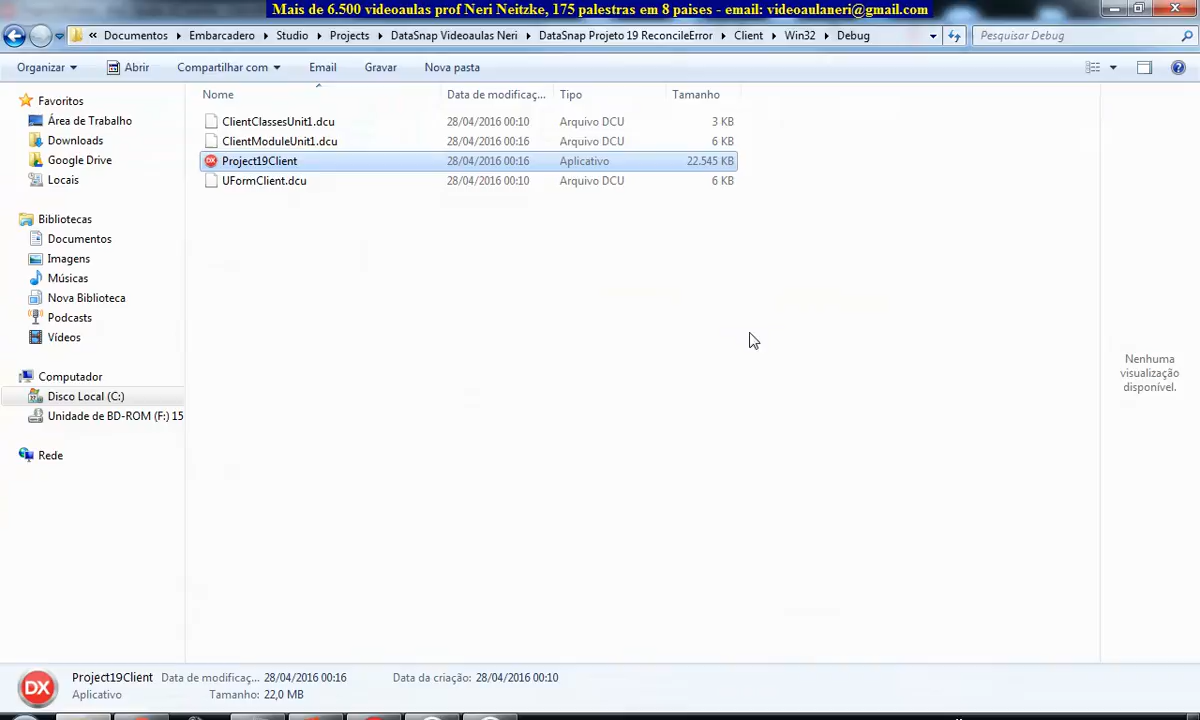 Mais de 6.500 videoaulas prof Neri Neitzke, 175 palestras em 8 paises - email: videoaulaneri@gmail.com
« Documentos Embarcadero Studio Projects DataSnap Videoaulas Neri DataSnap Projeto 19 ReconcileError Client Win32 Debug Pesquisar Debug
Organizar Abrir Compartilhar com Email Gravar Nova pasta
Nome Data de modificaç... Tipo Tamanho
ClientClassesUnit1.dcu 28/04/2016 00:10 Arquivo DCU 3 KB
ClientModuleUnit1.dcu 28/04/2016 00:16 Arquivo DCU 6 KB
Project19Client 28/04/2016 00:16 Aplicativo 22.545 KB
UFormClient.dcu 28/04/2016 00:10 Arquivo DCU 6 KB
Favoritos
Área de Trabalho
Downloads
Google Drive
Locais
Bibliotecas
Documentos
Imagens
Músicas
Nova Biblioteca
Podcasts
Vídeos
Computador
Disco Local (C:)
Unidade de BD-ROM (F:) 15
Rede
Nenhuma
visualização
disponível.
DX
Project19Client Data de modificaç... 28/04/2016 00:16 Data da criação: 28/04/2016 00:10
Aplicativo Tamanho: 22,0 MB